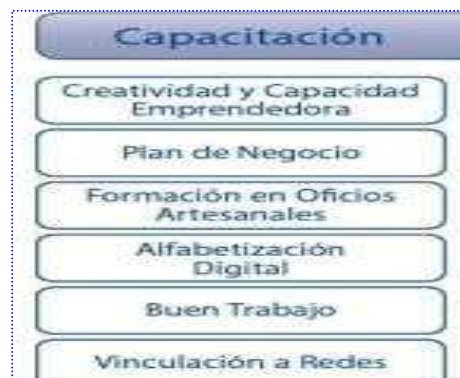 Capacitación
Creatividad y Capacidad
Emprendedora
Plan de Negocio
Formación en Oficios
Artesanales
Alfabetización
Digital
Buen Trabajo
Vinculación a Redes